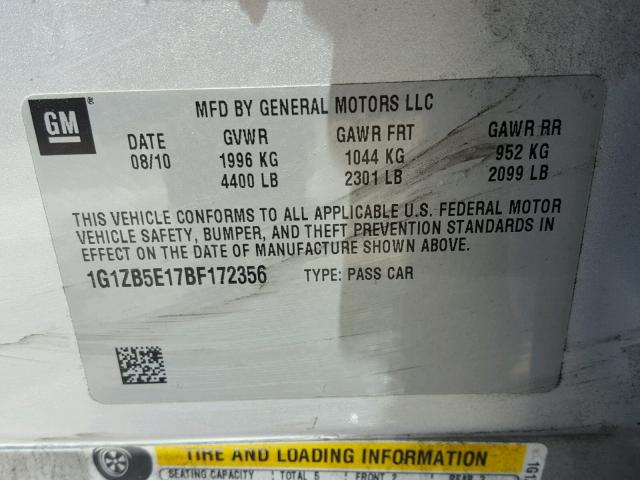 GM ®
MFD BY GENERAL MOTORS LLC
DATE GVWR GAWR FRT GAWR RR
08/10 1996 KG 1044 KG 952 KG
4400 LB 2301 LB 2099 LB
THIS VEHICLE CONFORMS TO ALL APPLICABLE U.S. FEDERAL MOTOR
VEHICLE SAFETY, BUMPER, AND THEFT PREVENTION STANDARDS IN
EFFECT ON THE DATE OF MANUFACTURE SHOWN ABOVE.
1G1ZB5E17BF172356 TYPE: PASS CAR
TIRE AND LOADING INFORMATION
SEATING CAPACITY TOTAL 5 FRONT 2 REAR 3